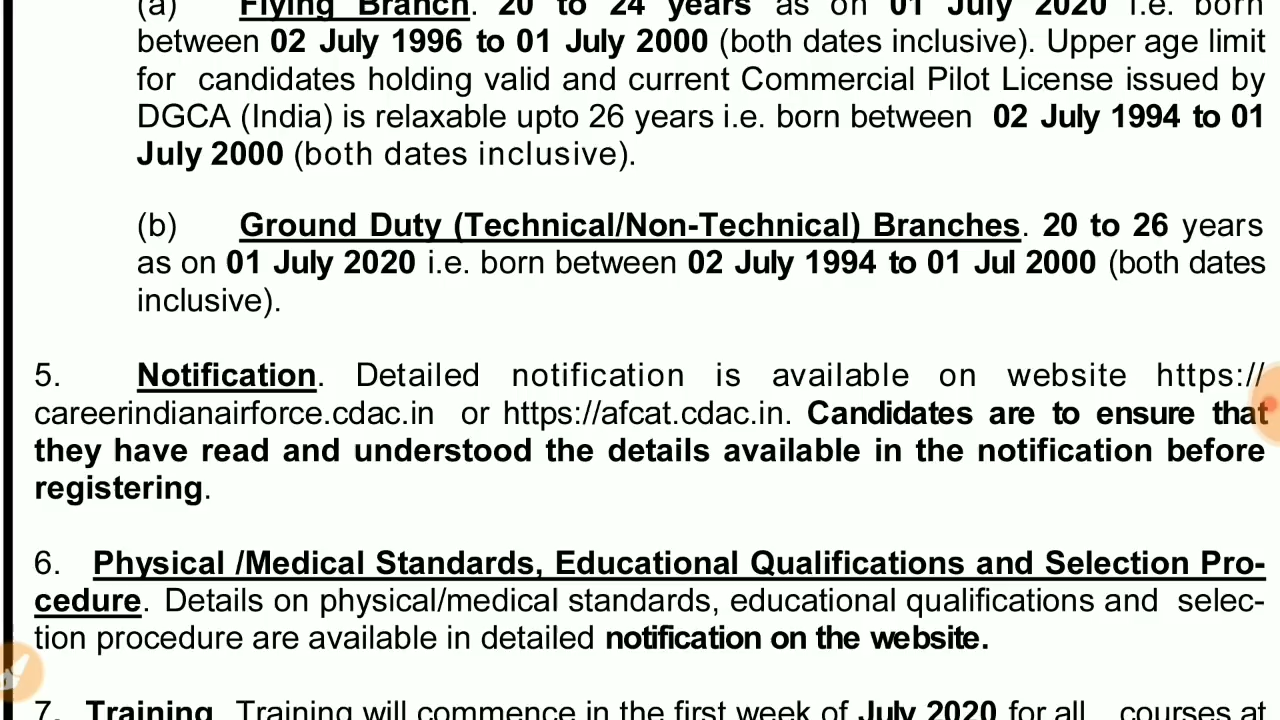 (a) Flying Branch. 20 to 24 years as on 01 July 2020 i.e. born
between 02 July 1996 to 01 July 2000 (both dates inclusive). Upper age limit
for candidates holding valid and current Commercial Pilot License issued by
DGCA (India) is relaxable upto 26 years i.e. born between 02 July 1994 to 01
July 2000 (both dates inclusive).
(b) Ground Duty (Technical/Non-Technical) Branches. 20 to 26 years
as on 01 July 2020 i.e. born between 02 July 1994 to 01 Jul 2000 (both dates
inclusive).
5. Notification. Detailed notification is available on website https://
careerindianairforce.cdac.in or https://afcat.cdac.in. Candidates are to ensure that
they have read and understood the details available in the notification before
registering.
6. Physical /Medical Standards, Educational Qualifications and Selection Pro-
cedure. Details on physical/medical standards, educational qualifications and selec-
tion procedure are available in detailed notification on the website.
7. Training. Training will commence in the first week of July 2020 for all courses at